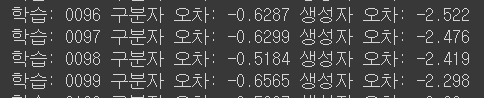 학습: 0096 구분자 오차: -0.6287 생성자 오차: -2.522
학습: 0097 구분자 오차: -0.6299 생성자 오차: -2.476
학습: 0098 구분자 오차: -0.5184 생성자 오차: -2.419
학습: 0099 구분자 오차: -0.6565 생성자 오차: -2.298